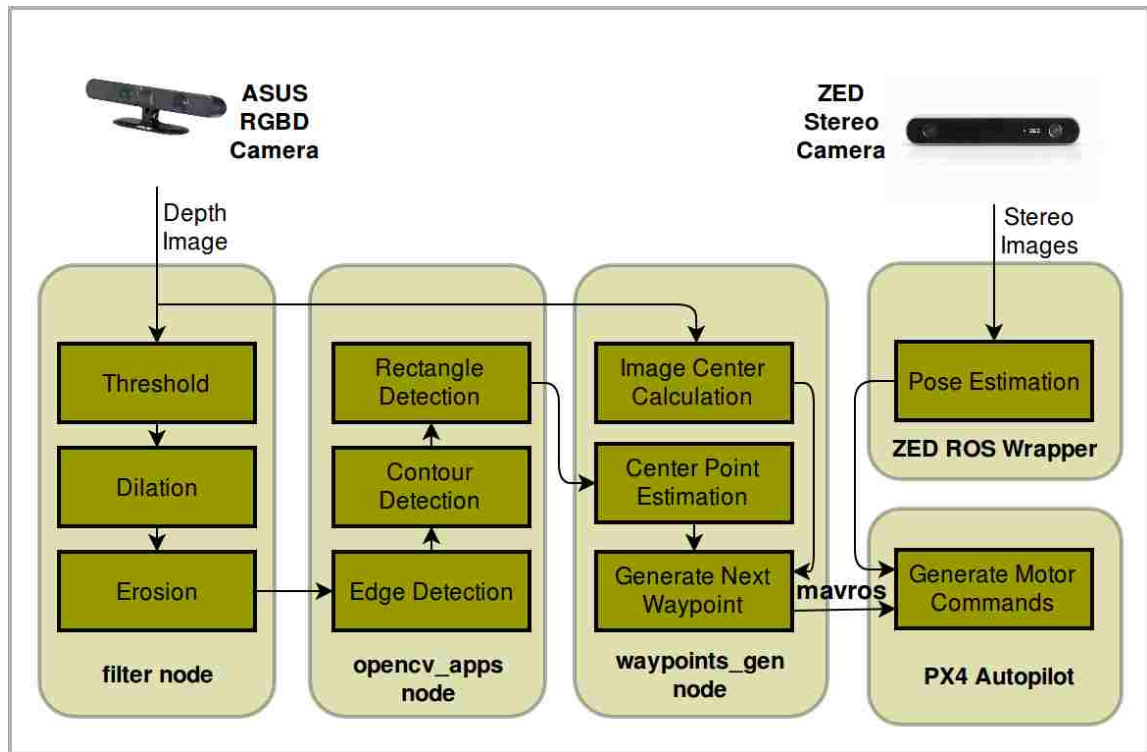 ASUS
RGBD
Camera
ZED
Stereo
Camera
ZED
Depth
Image
Stereo
Images
Threshold
Dilation
Erosion
filter node
Rectangle
Detection
Contour
Detection
Edge Detection
opencv_apps
node
Image Center
Calculation
Center Point
Estimation
Generate Next
Waypoint
waypoints_gen
node
mavros
Pose Estimation
ZED ROS Wrapper
Generate Motor
Commands
PX4 Autopilot